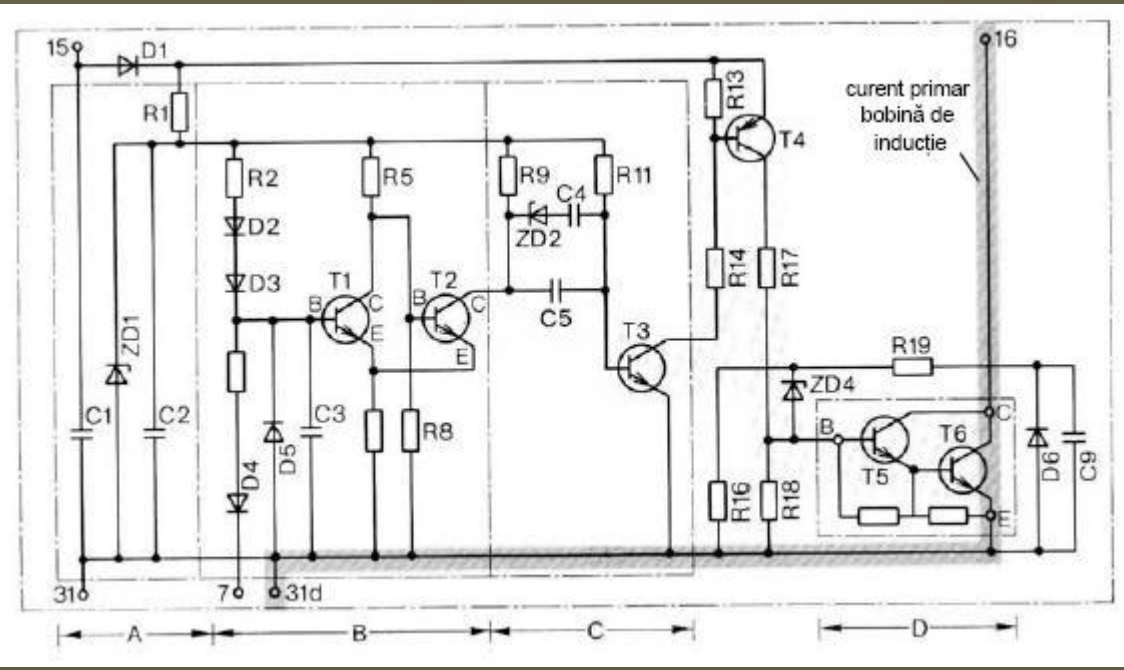 15 D1 16
R1 R13 T4
curent primar
bobină de
inducție
R2 R5 R9 C4 R11
D2 ZD2
D3 T1 T2 R14 R17
B C B C C5
E E T3
ZD1 R19
ZD4
C1 C2 C3 R8 B T6 C
D4 D5 T5 D6 C9
R16 R18 E
31 7 31d
A B C D